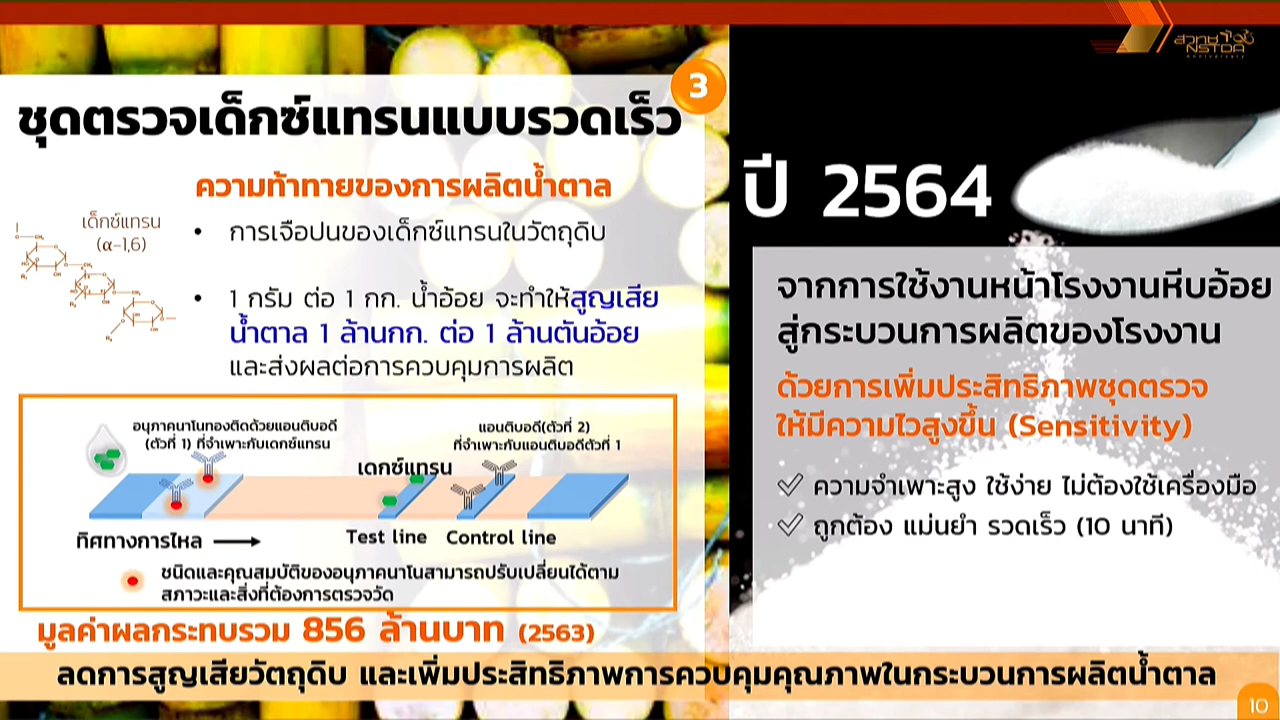 สวทช
NSTDA
Anniversary
3
ชุดตรวจเด็กซ์แทรนแบบรวดเร็ว
ความท้าทายของการผลิตน้ำตาล
เด็กซ์แทรน
(α-1,6)
• การเจือปนของเด็กซ์แทรนในวัตถุดิบ
• 1 กรัม ต่อ 1 กก. น้ำอ้อย จะทำให้สูญเสีย
น้ำตาล 1 ล้านกก. ต่อ 1 ล้านตันอ้อย
และส่งผลต่อการควบคุมการผลิต
อนุภาคนาโนทองติดด้วยแอนติบอดี
(ตัวที่ 1) ที่จำเพาะกับเดกซ์แทรน
แอนติบอดี(ตัวที่ 2)
ที่จำเพาะกับแอนติบอดีตัวที่ 1
เดกซ์แทรน
ทิศทางการไหล
Test line
Control line
ชนิดและคุณสมบัติของอนุภาคนาโนสามารถปรับเปลี่ยนได้ตาม
สภาวะและสิ่งที่ต้องการตรวจวัด
มูลค่าผลกระทบรวม 856 ล้านบาท (2563)
ปี 2564
จากการใช้งานหน้าโรงงานหีบอ้อย
สู่กระบวนการผลิตของโรงงาน
ด้วยการเพิ่มประสิทธิภาพชุดตรวจ
ให้มีความไวสูงขึ้น (Sensitivity)
ความจำเพาะสูง ใช้ง่าย ไม่ต้องใช้เครื่องมือ
ถูกต้อง แม่นยำ รวดเร็ว (10 นาที)
ลดการสูญเสียวัตถุดิบ และเพิ่มประสิทธิภาพการควบคุมคุณภาพในกระบวนการผลิตน้ำตาล
10